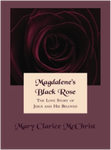 Magdalene's
Black Rose
The Love Story of
Jesus and His Beloved
Mary Clarice McChrist